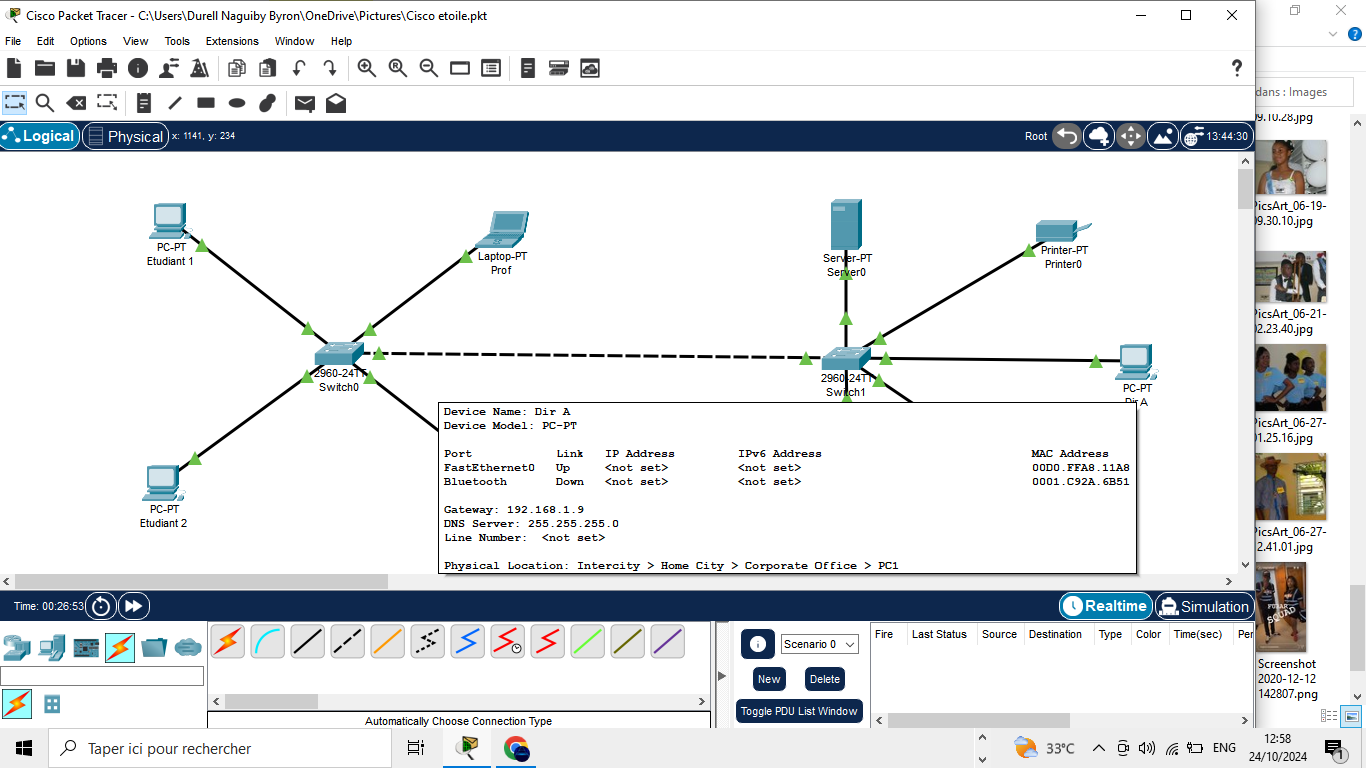 Cisco Packet Tracer - C:\Users\Durell Naguiby Byron\OneDrive\Pictures\Cisco etoile.pkt
File Edit Options View Tools Extensions Window Help
dans : Images
Logical Physical x: 1141, y: 234 Root 13:44:30
09.10.28.jpg
PC-PT
Etudiant 1
Laptop-PT
Prof
Server-PT
Server0
Printer-PT
Printer0
PicsArt_06-19-
09.30.10.jpg
PicsArt_06-21-
02.23.40.jpg
2960-24TT
Switch0
2960-24TT
Switch1
PC-PT
Dir A
PicsArt_06-27-
01.25.16.jpg
Device Name: Dir A
Device Model: PC-PT
Port Link IP Address IPv6 Address MAC Address
FastEthernet0 Up <not set> <not set> 00D0.FFA8.11A8
Bluetooth Down <not set> <not set> 0001.C92A.6B51
Gateway: 192.168.1.9
DNS Server: 255.255.255.0
Line Number: <not set>
Physical Location: Intercity > Home City > Corporate Office > PC1
PC-PT
Etudiant 2
PicsArt_06-27-
12.41.01.jpg
Time: 00:26:53 Realtime Simulation
FUZAR
SQUAD
Scenario 0
New Delete
Toggle PDU List Window
Fire Last Status Source Destination Type Color Time(sec) Per
Automatically Choose Connection Type
Screenshot
2020-12-12
142807.png
Taper ici pour rechercher
33°C ENG
12:58
24/10/2024
1